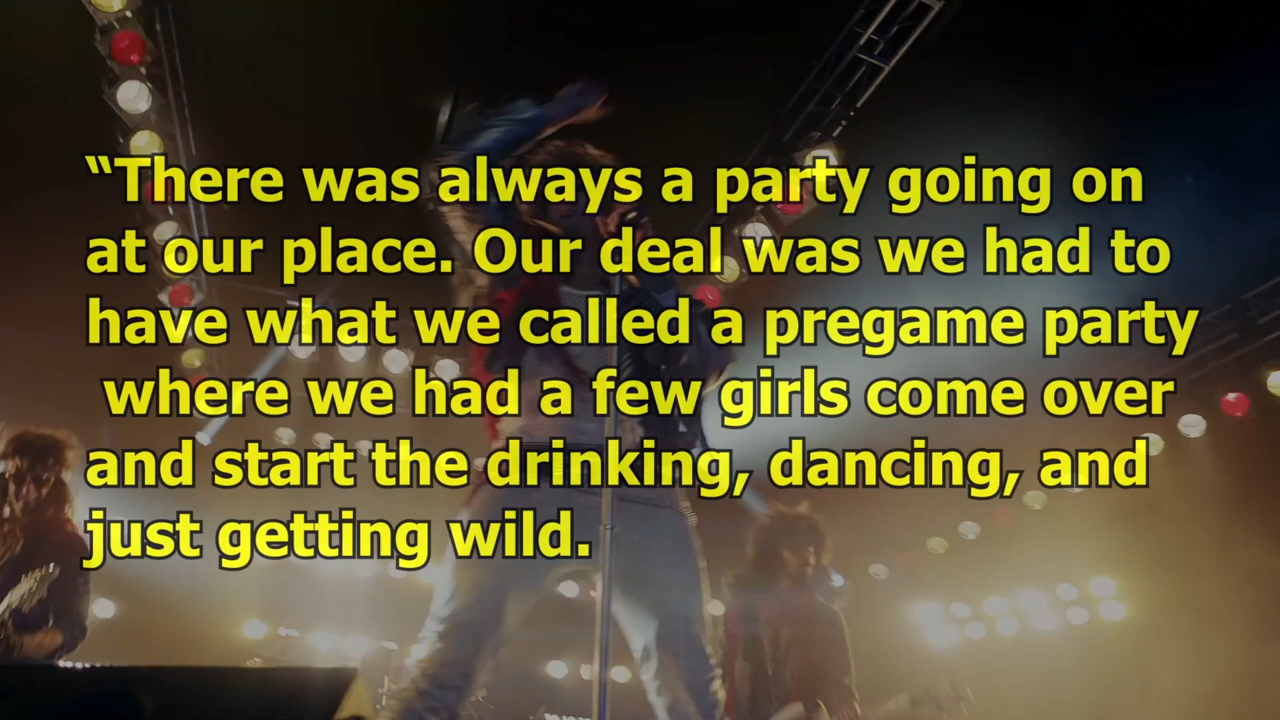 “There was always a party going on
at our place. Our deal was we had to
have what we called a pregame party
where we had a few girls come over
and start the drinking, dancing, and
just getting wild.